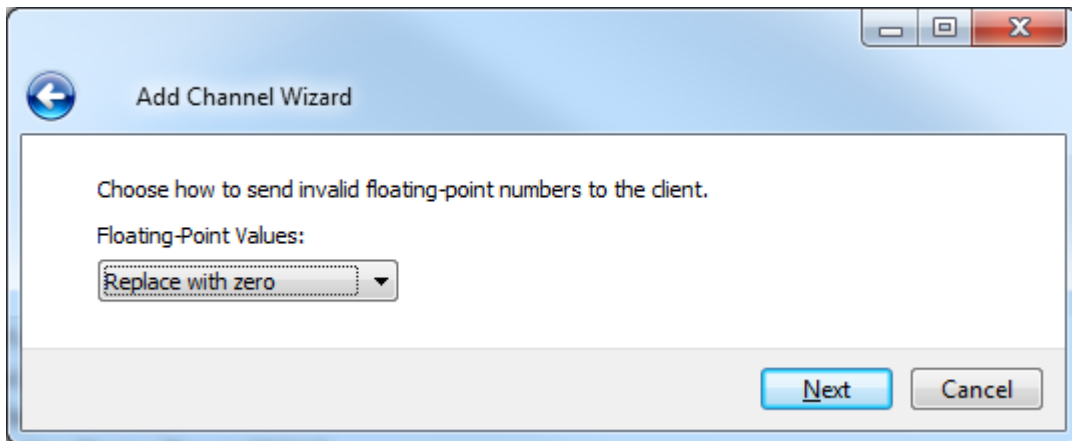 Add Channel Wizard
Choose how to send invalid floating-point numbers to the client.
Floating-Point Values:
Replace with zero
Next
Cancel